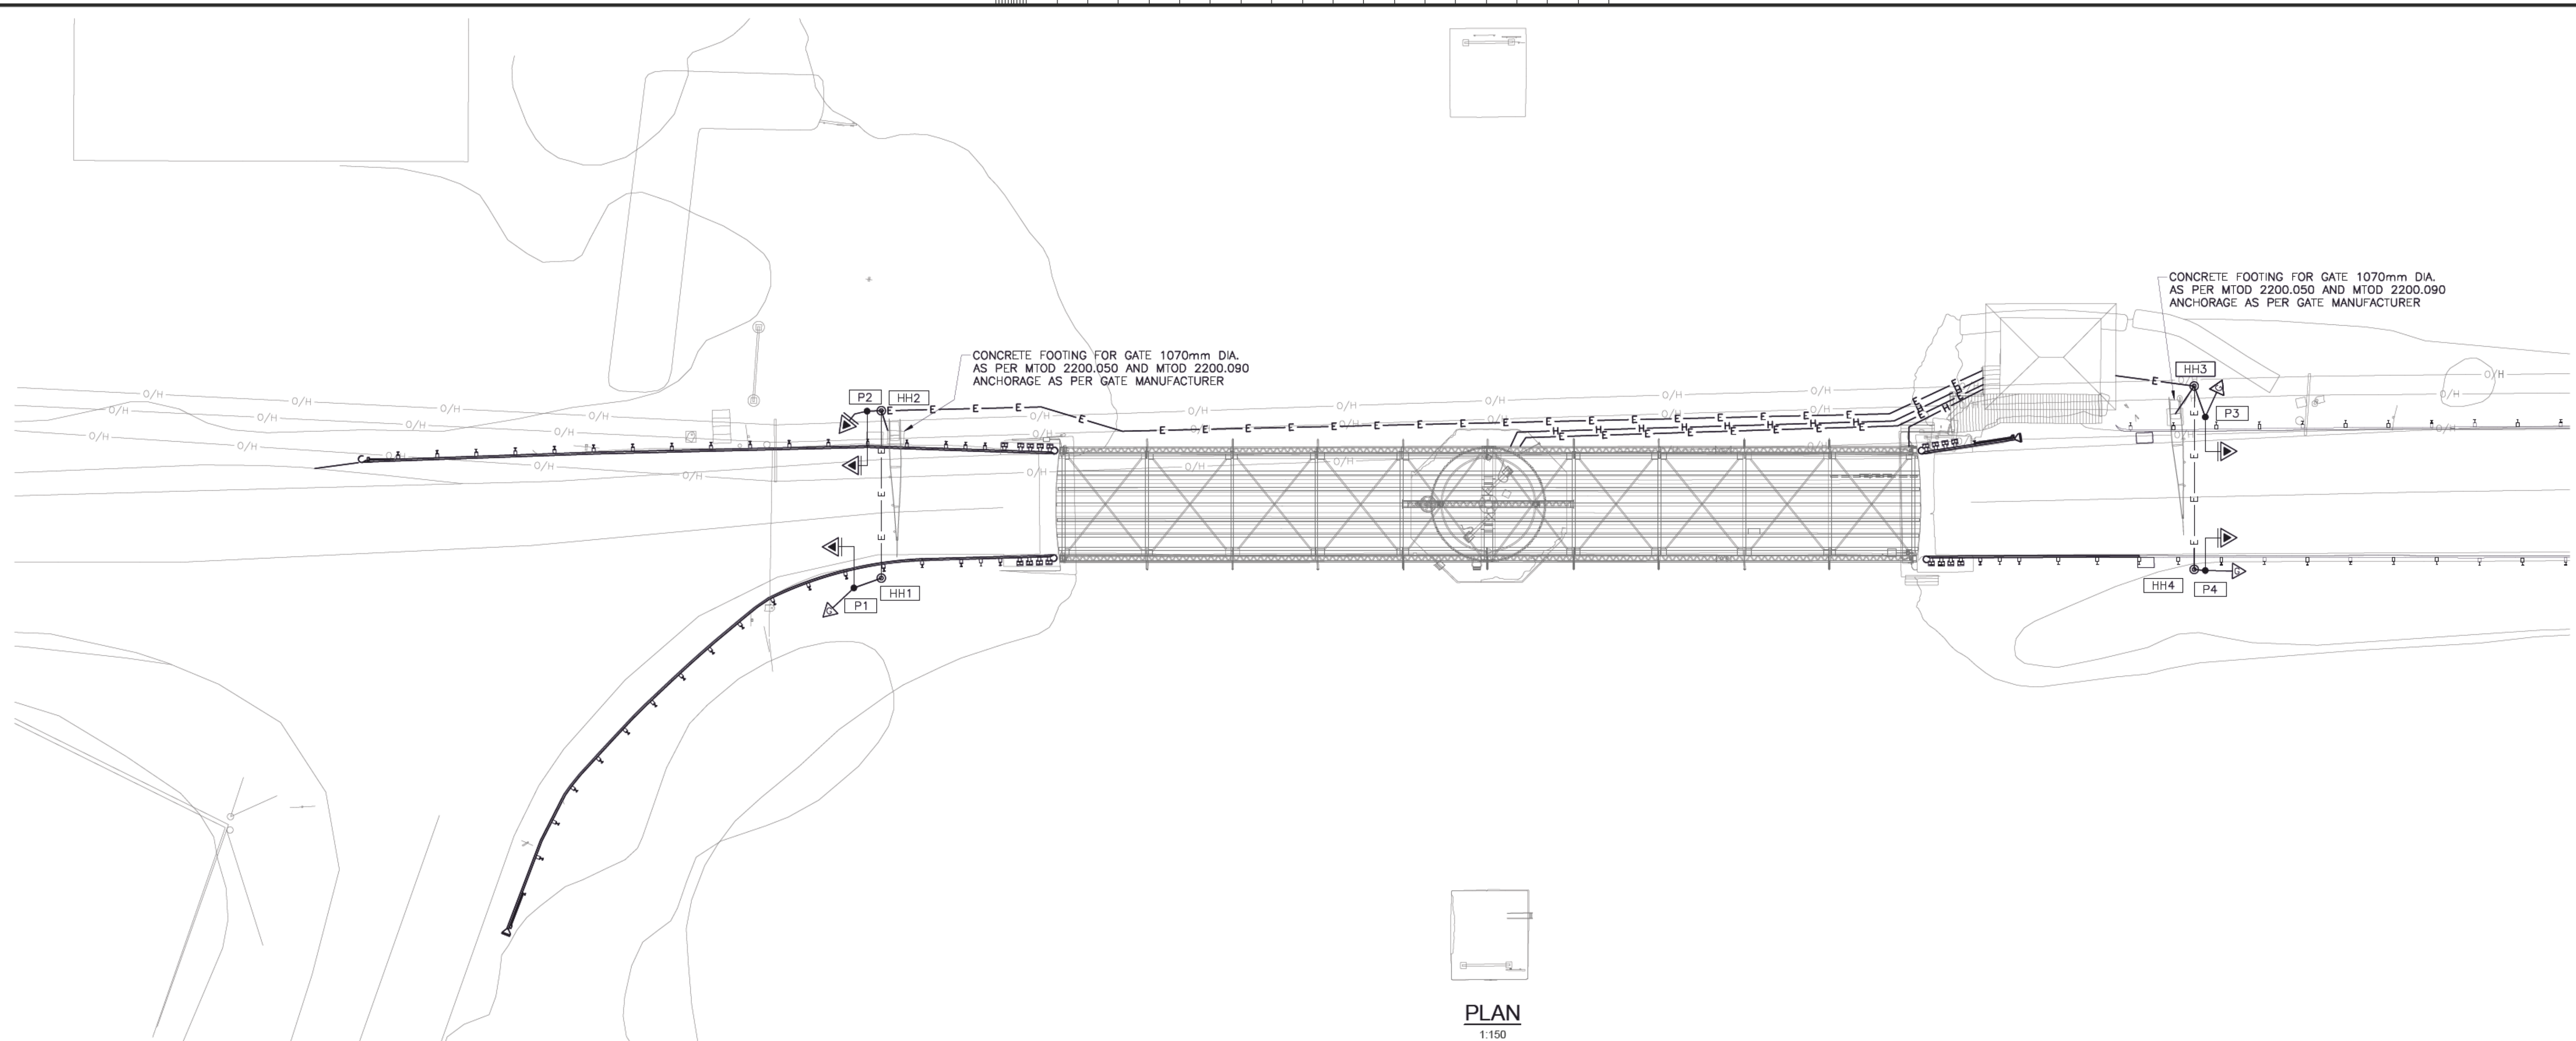 CONCRETE FOOTING FOR GATE 1070mm DIA.
AS PER MTOD 2200.050 AND MTOD 2200.090
ANCHORAGE AS PER GATE MANUFACTURER
CONCRETE FOOTING FOR GATE 1070mm DIA.
AS PER MTOD 2200.050 AND MTOD 2200.090
ANCHORAGE AS PER GATE MANUFACTURER
P2
HH2
HH3
P3
O/H O/H O/H O/H O/H O/H O/H O/H O/H O/H
O/H O/H O/H O/H O/H O/H O/H O/H
E E E E E E E E E E E E E E E E E E E E E E
H H H H H H H H
P1
HH1
HH4
P4
G
G
G
PLAN
1:150